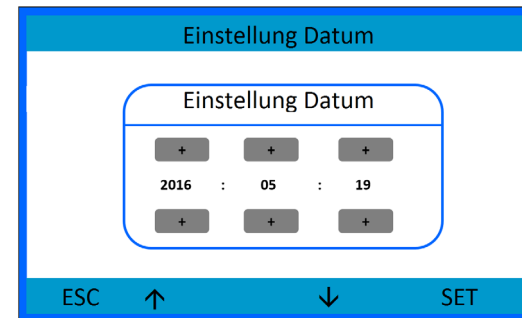 Einstellung Datum
Einstellung Datum
+ + +
2016 : 05 : 19
+ + +
ESC ↑ ↓ SET